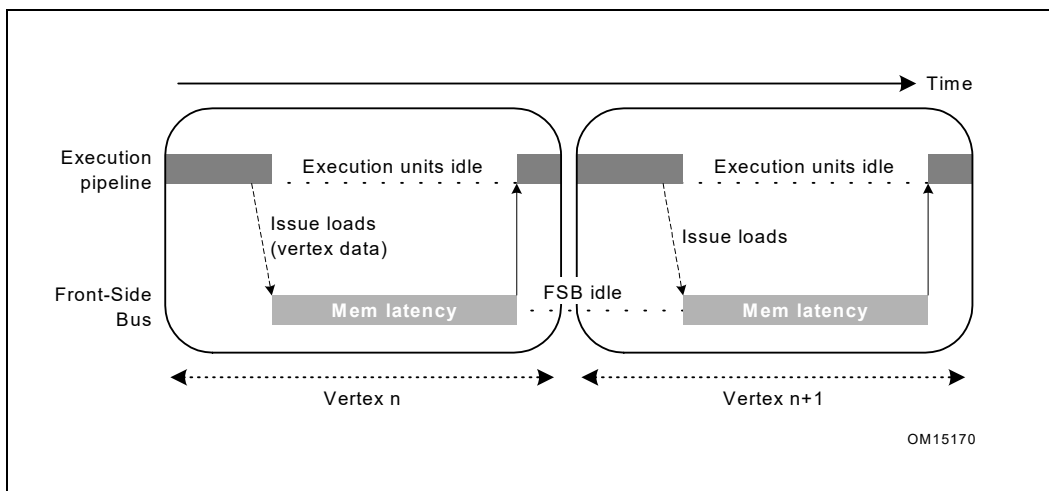 Time
Execution
pipeline
Execution units idle
Execution units idle
Issue loads
(vertex data)
Issue loads
Front-Side
Bus
Mem latency
FSB idle
Mem latency
Vertex n
Vertex n+1
OM15170